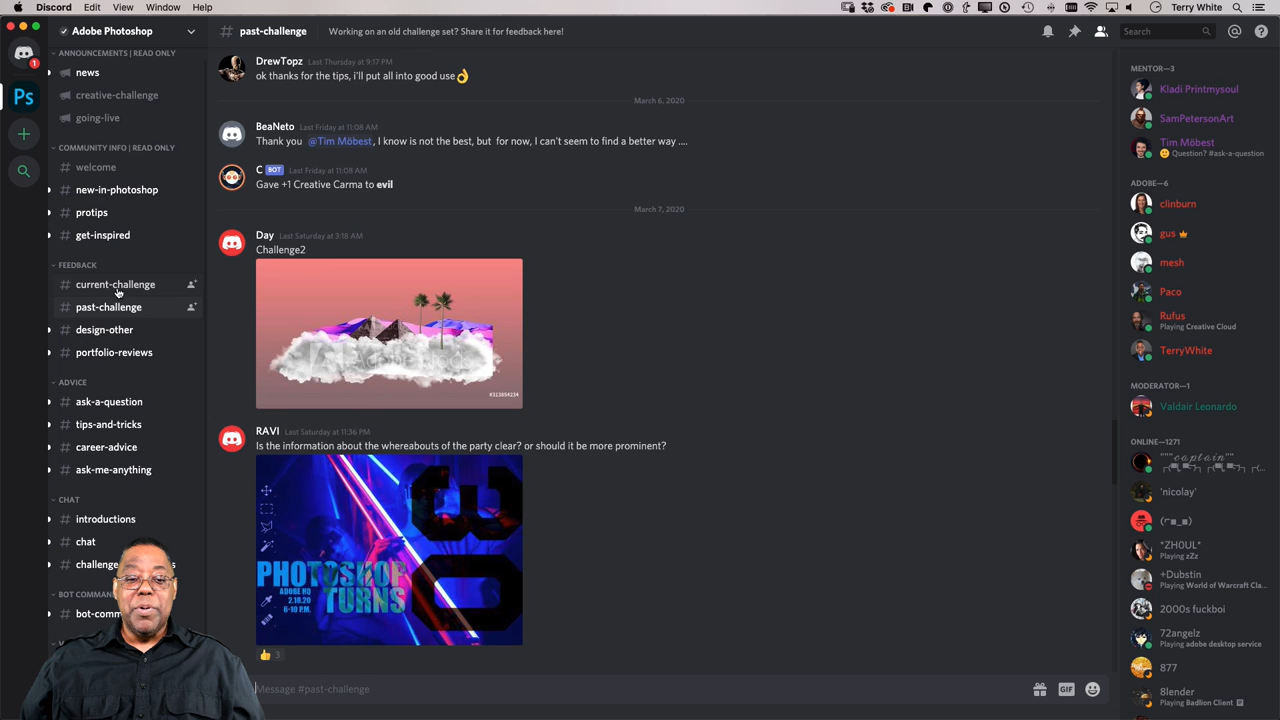 Discord File Edit View Window Help
Terry White
Adobe Photoshop
# past-challenge Working on an old challenge set? Share it for feedback here!
Search
1
Ps
ANNOUNCEMENTS | READ ONLY
news
creative-challenge
going-live
COMMUNITY INFO | READ ONLY
# welcome
# new-in-photoshop
# protips
# get-inspired
FEEDBACK
# current-challenge
# past-challenge
# design-other
# portfolio-reviews
ADVICE
# ask-a-question
# tips-and-tricks
# career-advice
# ask-me-anything
CHAT
# introductions
# chat
# challenge
BOT COMMAN
# bot-comm
DrewTopz Last Thursday at 9:17 PM
ok thanks for the tips, i'll put all into good use👌
March 6, 2020
BeaNeto Last Friday at 11:08 AM
Thank you @Tim Möbest, I know is not the best, but for now, I can't seem to find a better way ....
C BOT Last Friday at 11:08 AM
Gave +1 Creative Carma to evil
March 7, 2020
Day Last Saturday at 3:18 AM
Challenge2
#313854234
RAVI Last Saturday at 11:36 PM
Is the information about the whereabouts of the party clear? or should it be more prominent?
PHOTOSHOP
TURNS
ADOBE HQ
2.18.20
6-10 P.M.
30
👍 3
Message #past-challenge
GIF
MENTOR—3
Kladi Printmysoul
SamPetersonArt
Tim Möbest
Question? #ask-a-question
ADOBE—6
clinburn
gus
mesh
Paco
Rufus
Playing Creative Cloud
TerryWhite
MODERATOR—1
Valdair Leonardo
ONLINE—1271
'nicolay'
*ZH0UL*
Playing zZz
+Dubstin
Playing World of Warcraft Cla...
2000s fuckboi
72angelz
Playing adobe desktop service
877
8lender
Playing Badlion Client